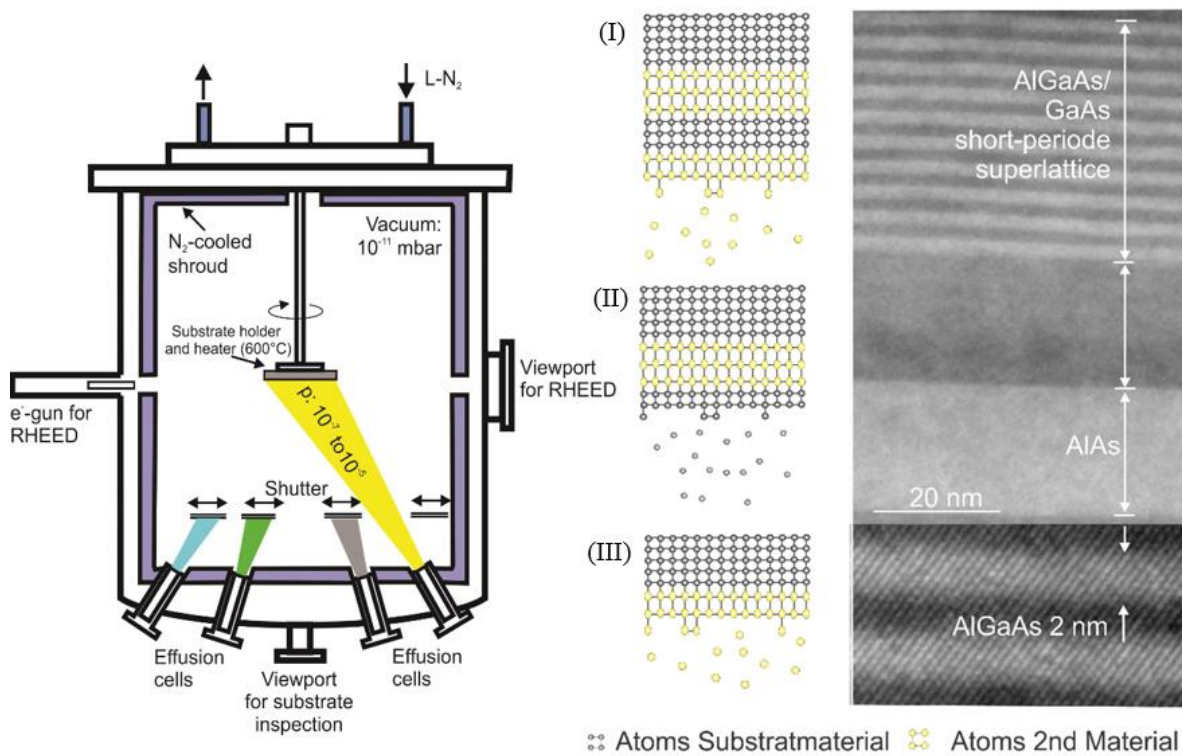 L-N₂
N₂-cooled
shroud
Vacuum:
10⁻¹¹ mbar
Substrate holder
and heater (600°C)
p: 10⁻⁷ to10⁻⁵
e⁻-gun for
RHEED
Viewport
for RHEED
Shutter
Effusion
cells
Viewport
for substrate
inspection
Effusion
cells
(I)
(II)
(III)
Atoms Substratmaterial
Atoms 2nd Material
AlGaAs/
GaAs
short-periode
superlattice
AlAs
20 nm
AlGaAs 2 nm